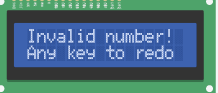 Invalid number!
Any key to redo